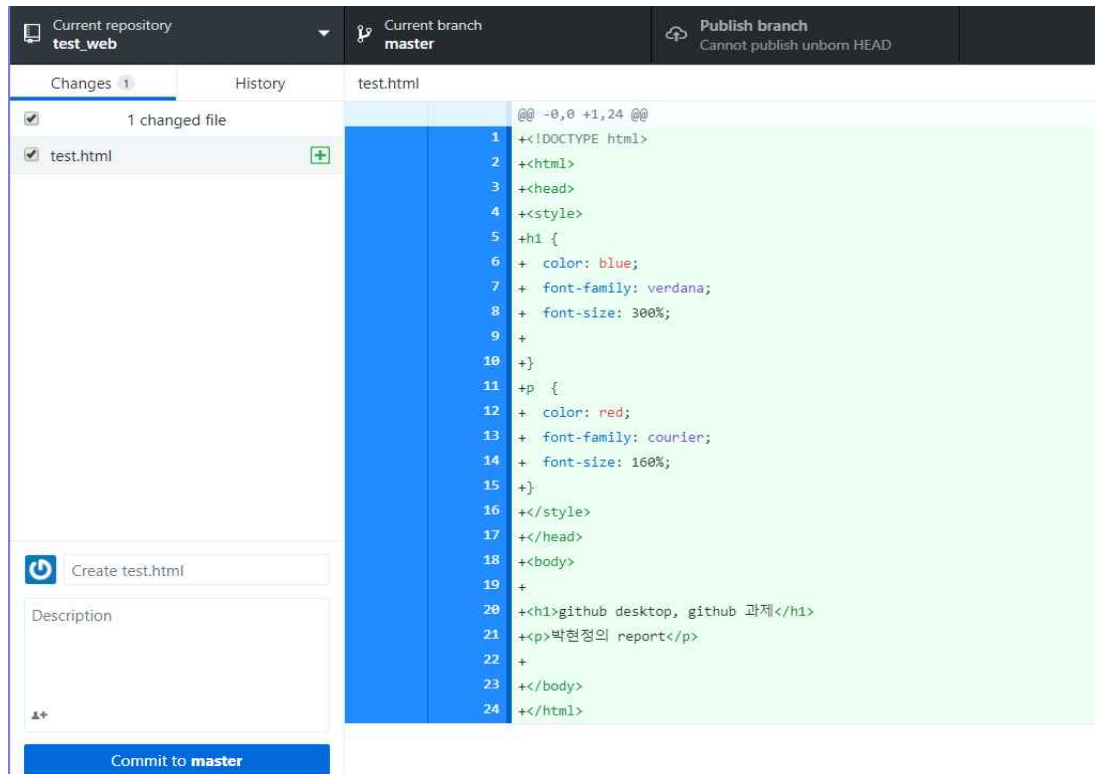 Current repository
test_web
Current branch
master
Publish branch
Cannot publish unborn HEAD
Changes 1
History
test.html
1 changed file
test.html
@@ -0,0 +1,24 @@
1 +<!DOCTYPE html>
2 +<html>
3 +<head>
4 +<style>
5 +h1 {
6 +  color: blue;
7 +  font-family: verdana;
8 +  font-size: 300%;
9 +
10 +}
11 +p  {
12 +  color: red;
13 +  font-family: courier;
14 +  font-size: 160%;
15 +}
16 +</style>
17 +</head>
18 +<body>
19 +
20 +<h1>github desktop, github 과제</h1>
21 +<p>박현정의 report</p>
22 +
23 +</body>
24 +</html>
Create test.html
Description
Commit to master